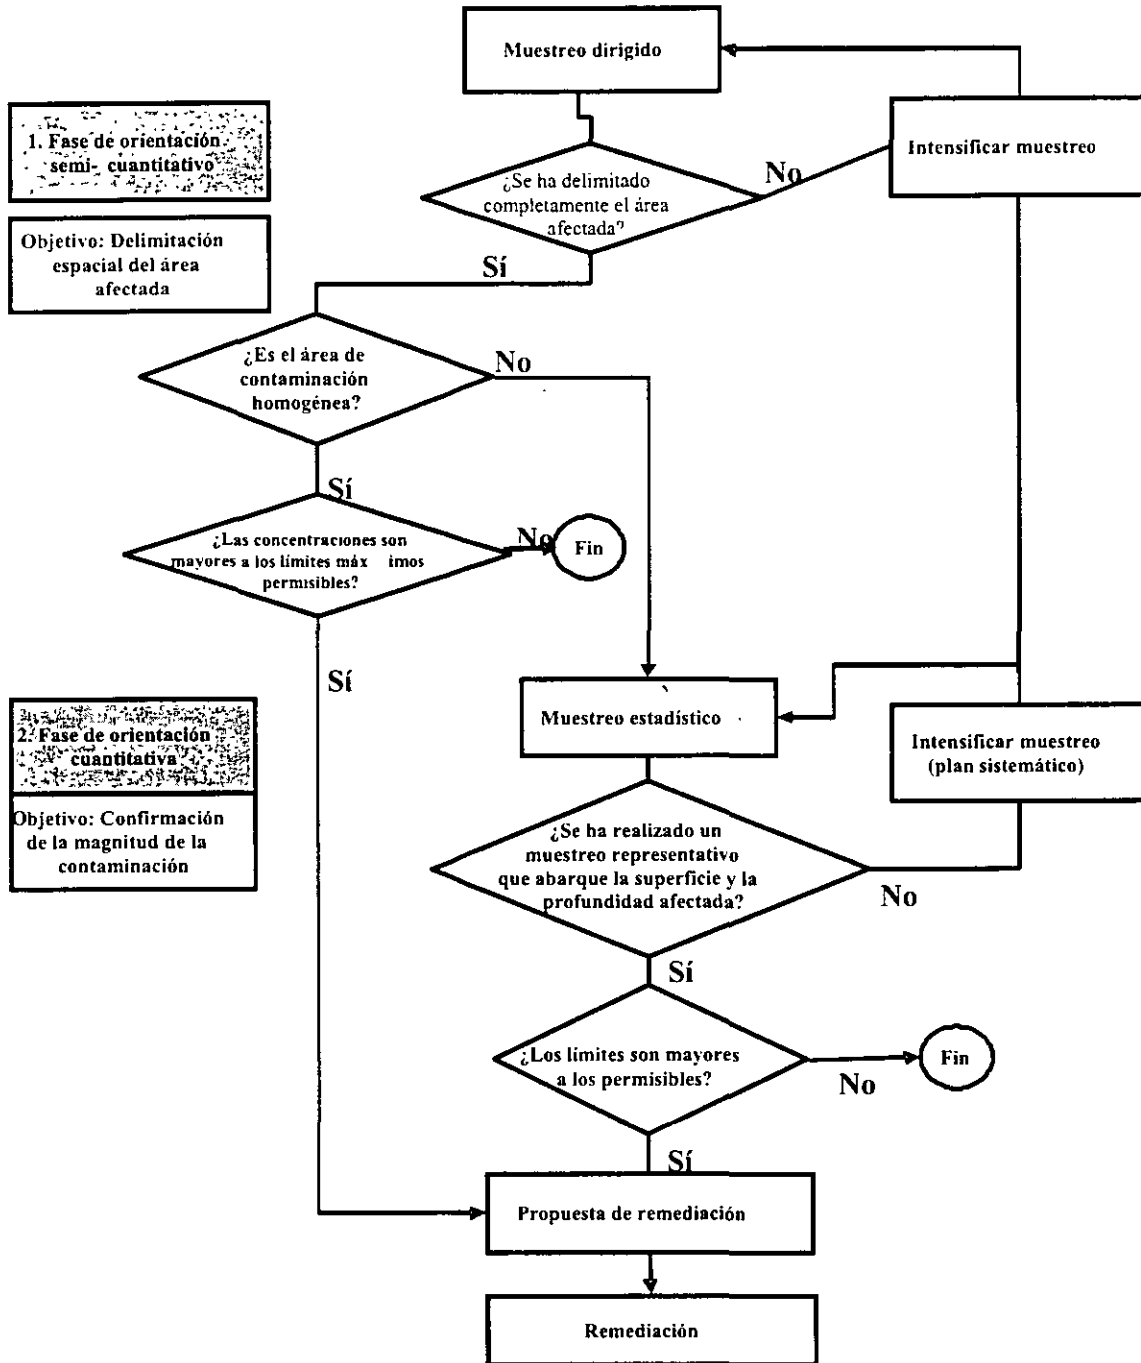 Muestreo dirigido
1. Fase de orientación
semi- cuantitativo
Objetivo: Delimitación
espacial del área
afectada
Intensificar muestreo
¿Se ha delimitado
completamente el área
afectada?
No
Sí
¿Es el área de
contaminación
homogénea?
No
Sí
¿Las concentraciones son
mayores a los límites máx imos
permisibles?
No
Fin
Sí
2. Fase de orientación
cuantitativa
Objetivo: Confirmación
de la magnitud de la
contaminación
Muestreo estadístico
Intensificar muestreo
(plan sistemático)
¿Se ha realizado un
muestreo representativo
que abarque la superficie y la
profundidad afectada?
No
Sí
¿Los límites son mayores
a los permisibles?
No
Fin
Sí
Propuesta de remediación
Remediación